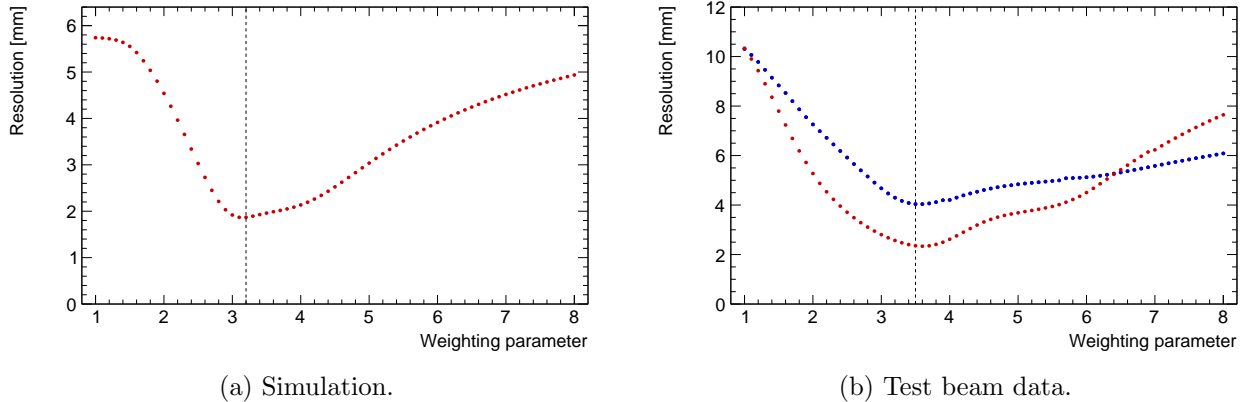 Resolution [mm]
6
5
4
3
2
1
0
1 2 3 4 5 6 7 8
Weighting parameter
(a) Simulation.
Resolution [mm]
12
10
8
6
4
2
0
1 2 3 4 5 6 7 8
Weighting parameter
(b) Test beam data.